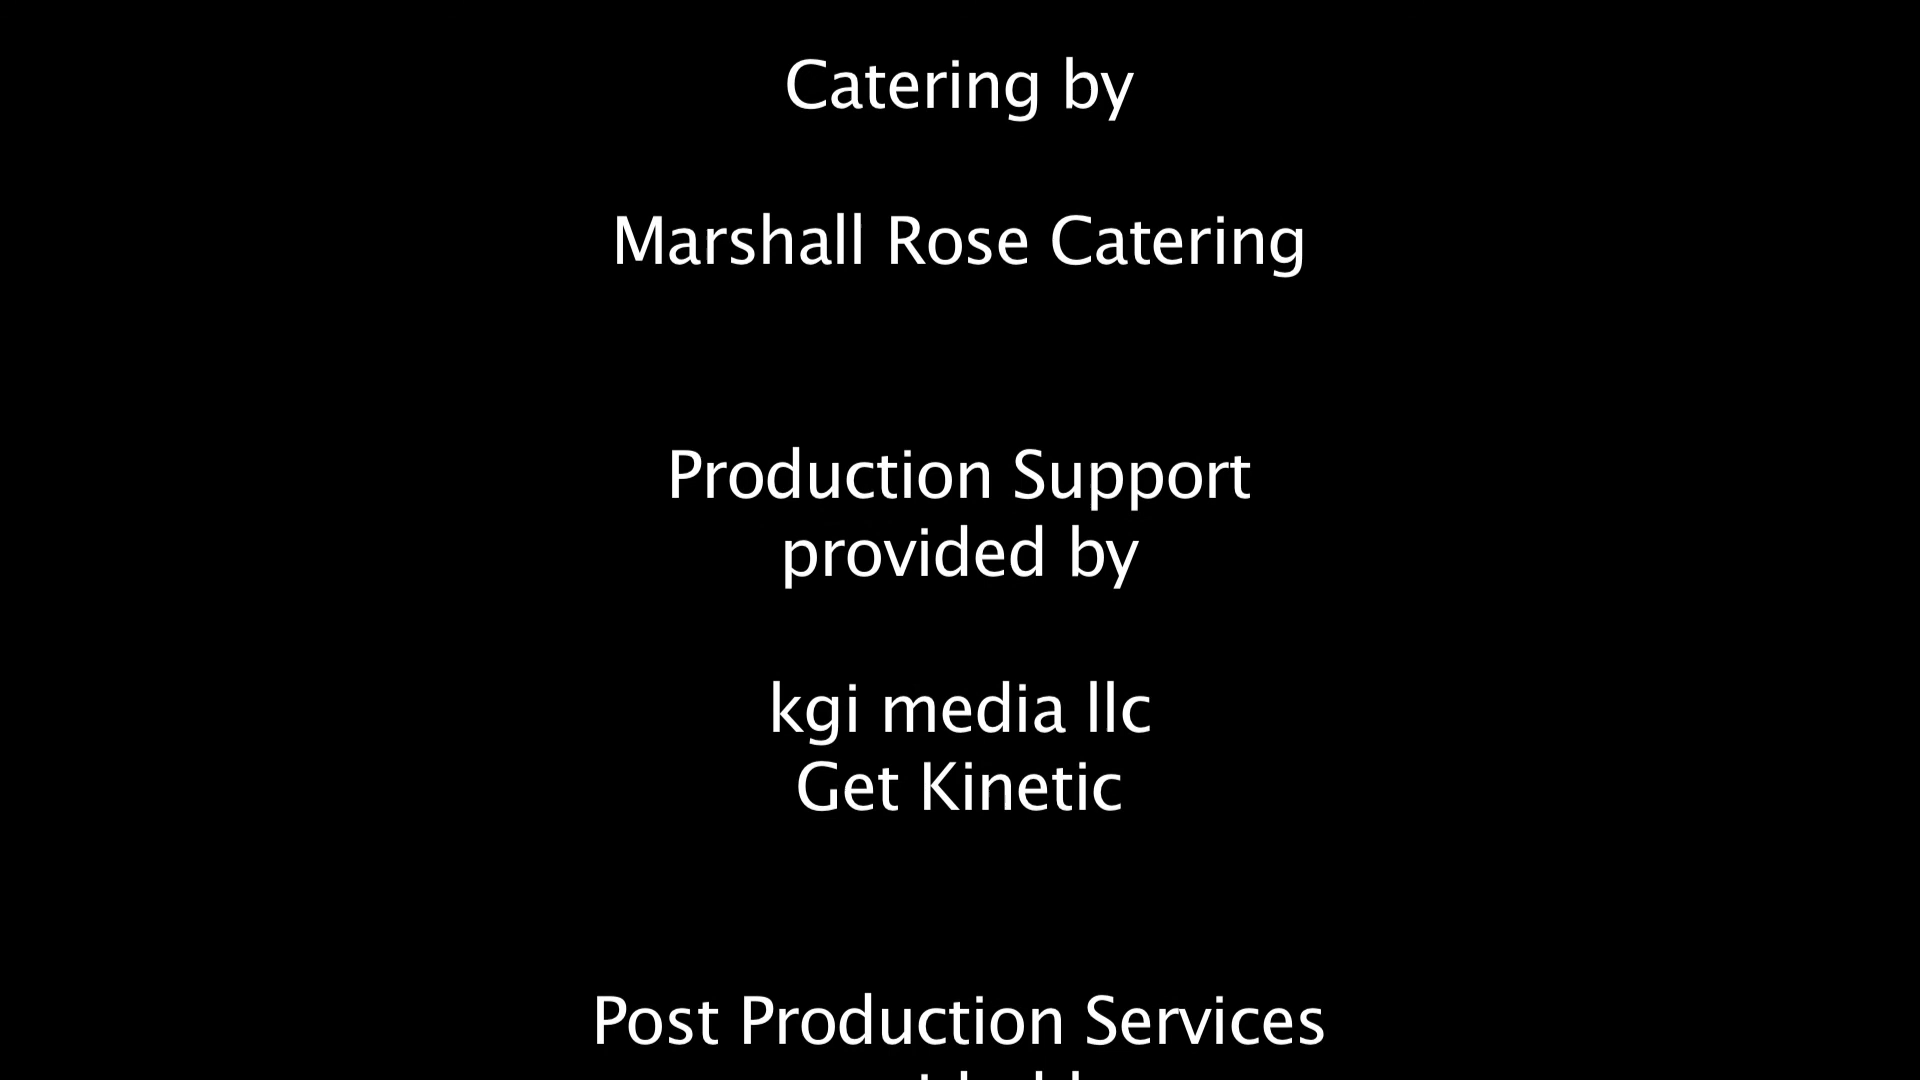 Catering by
Marshall Rose Catering
Production Support
provided by
kgi media llc
Get Kinetic
Post Production Services